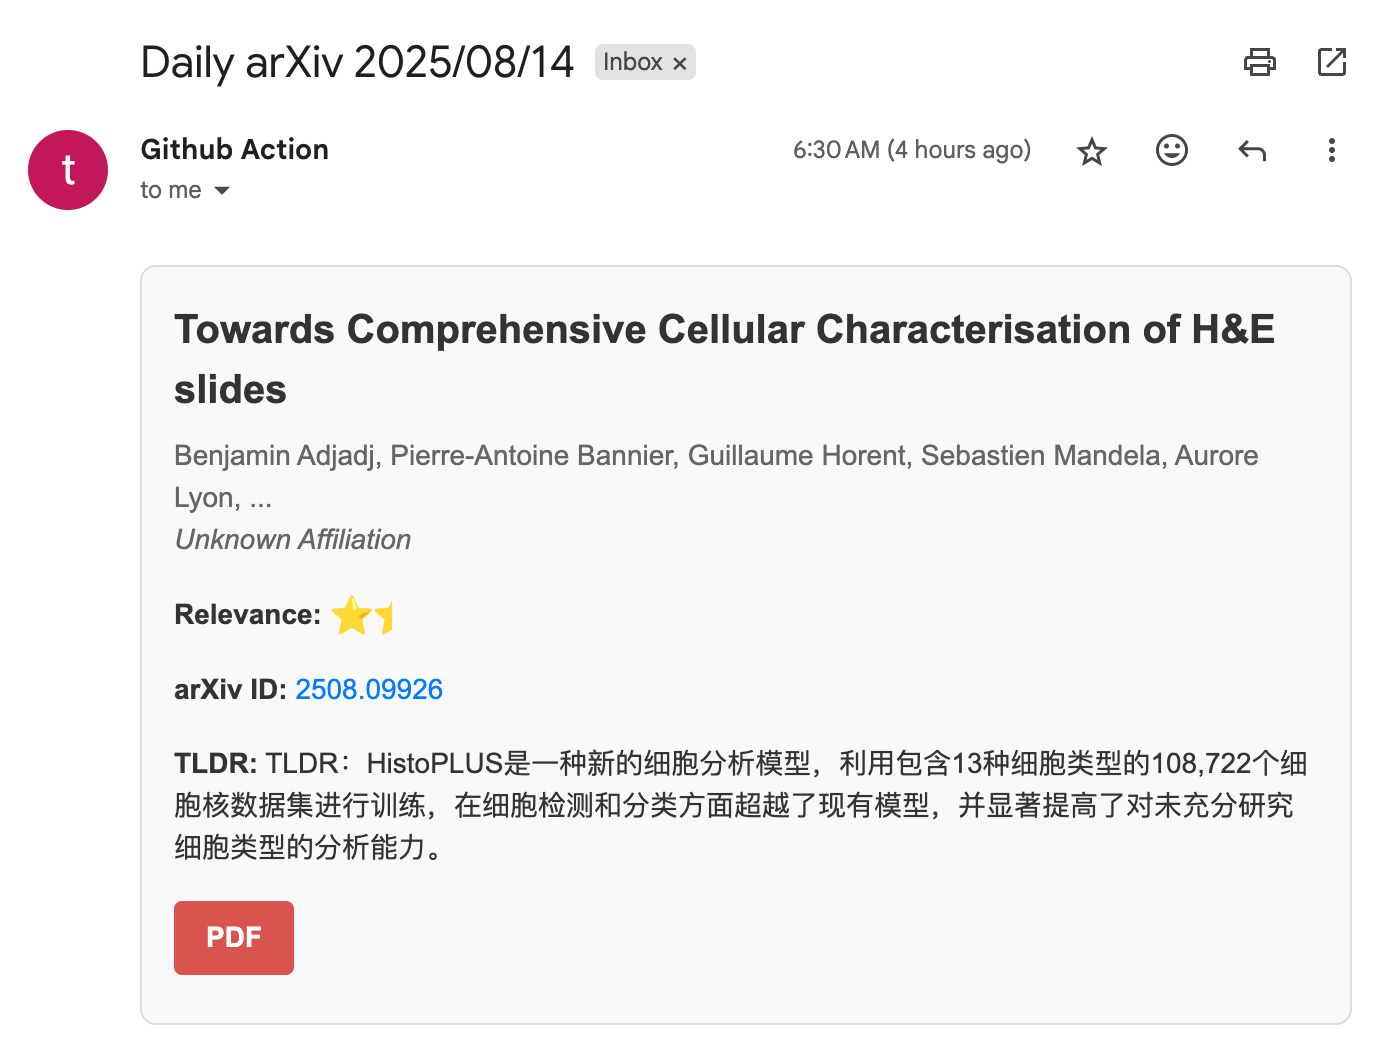 Daily arXiv 2025/08/14 Inbox ×
t
Github Action 6:30 AM (4 hours ago)
to me
Towards Comprehensive Cellular Characterisation of H&E
slides
Benjamin Adjadj, Pierre-Antoine Bannier, Guillaume Horent, Sebastien Mandela, Aurore
Lyon, ...
Unknown Affiliation
Relevance:
arXiv ID: 2508.09926
TLDR: TLDR：HistoPLUS是一种新的细胞分析模型，利用包含13种细胞类型的108,722个细
胞核数据集进行训练，在细胞检测和分类方面超越了现有模型，并显著提高了对未充分研究
细胞类型的分析能力。
PDF